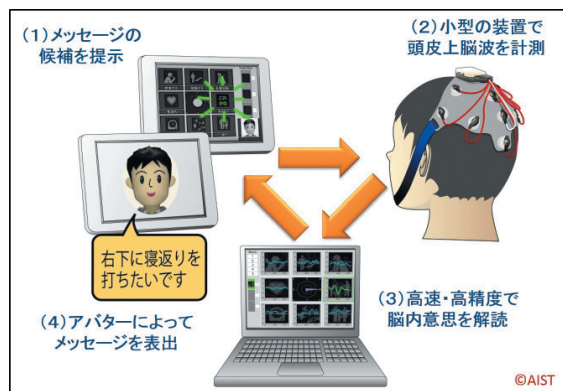 (1)メッセージの
候補を提示
(2)小型の装置で
頭皮上脳波を計測
右下に寝返りを
打ちたいです
(3)高速・高精度で
脳内意思を解読
(4)アバターによって
メッセージを表出
©AIST